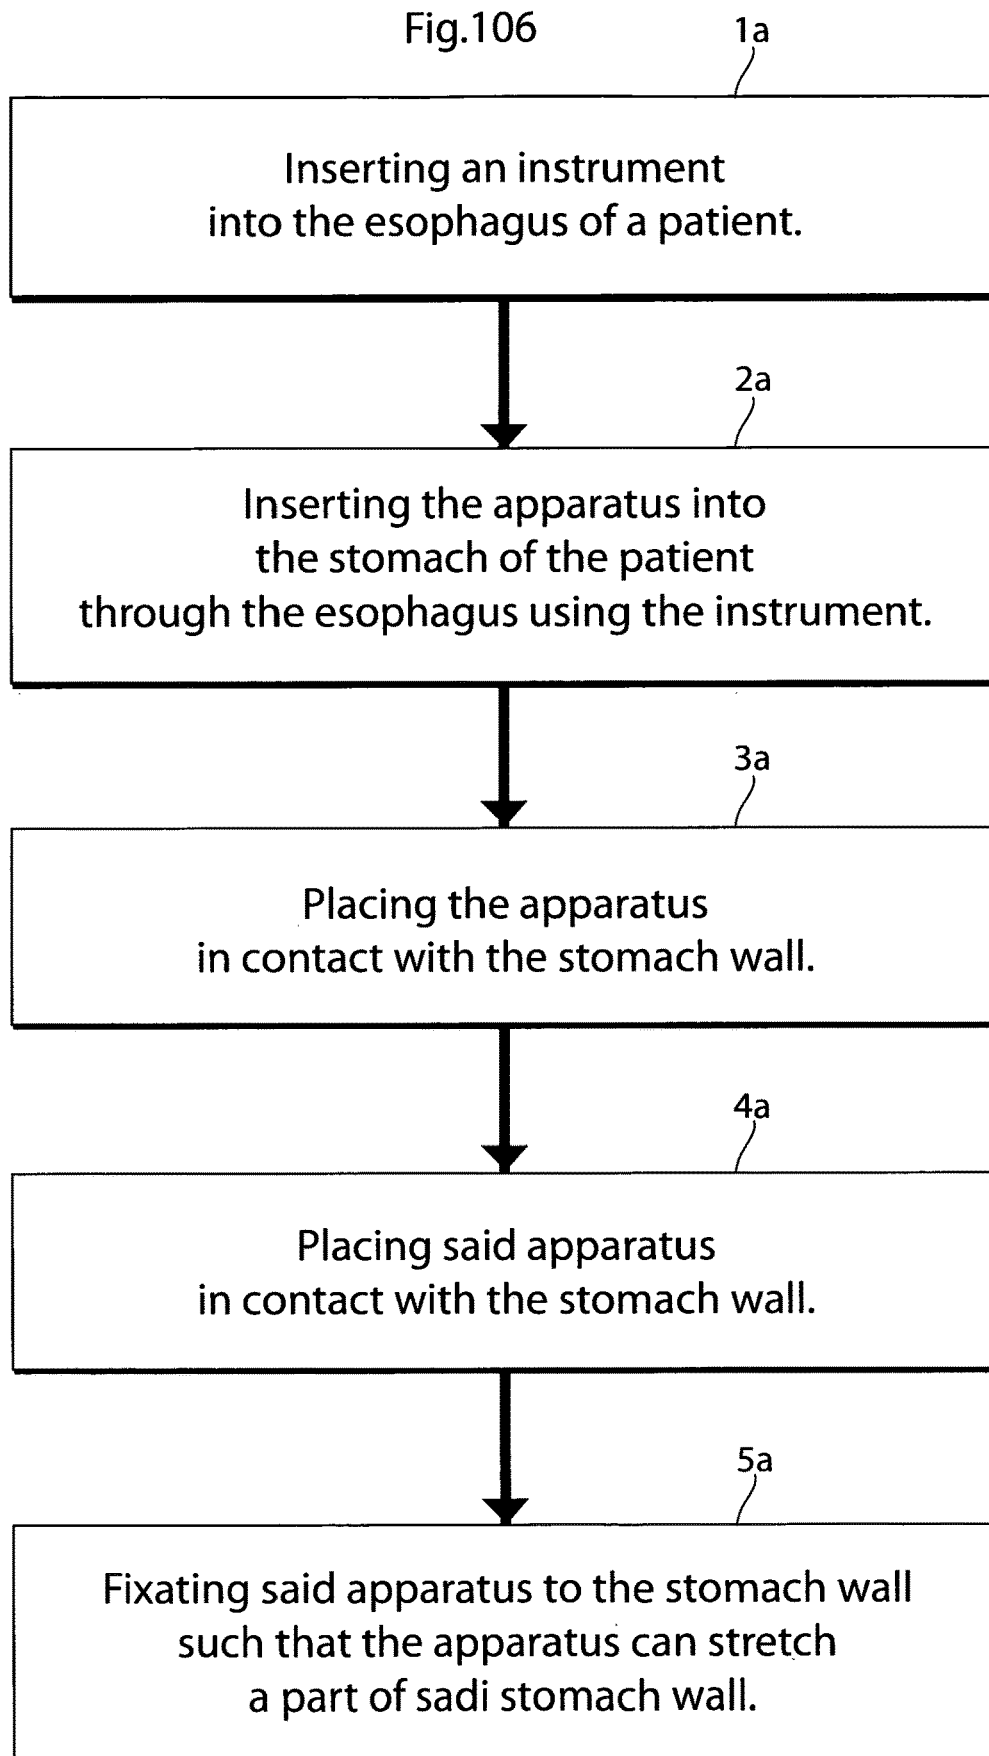 Fig.106
1a
Inserting an instrument
into the esophagus of a patient.
2a
Inserting the apparatus into
the stomach of the patient
through the esophagus using the instrument.
3a
Placing the apparatus
in contact with the stomach wall.
4a
Placing said apparatus
in contact with the stomach wall.
5a
Fixating said apparatus to the stomach wall
such that the apparatus can stretch
a part of sadi stomach wall.